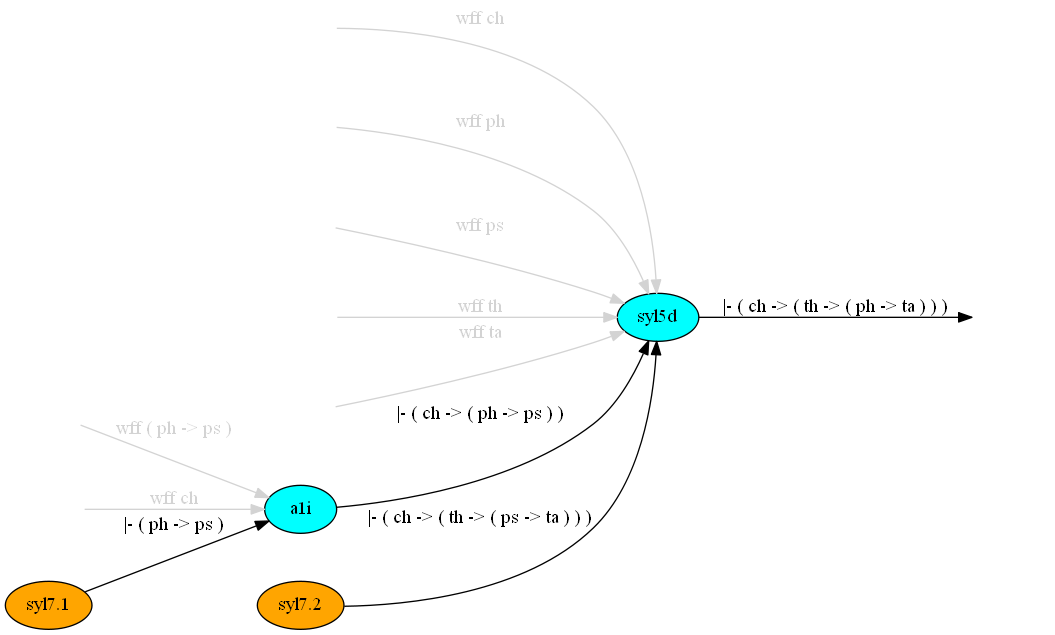 wff ch
wff ph
wff ps
wff th
syl5d
|- ( ch -> ( th -> ( ph -> ta ) ) )
wff ta
|- ( ch -> ( ph -> ps ) )
wff ( ph -> ps )
wff ch
a1i
|- ( ph -> ps )
|- ( ch -> ( th -> ( ps -> ta ) ) )
syl7.1
syl7.2